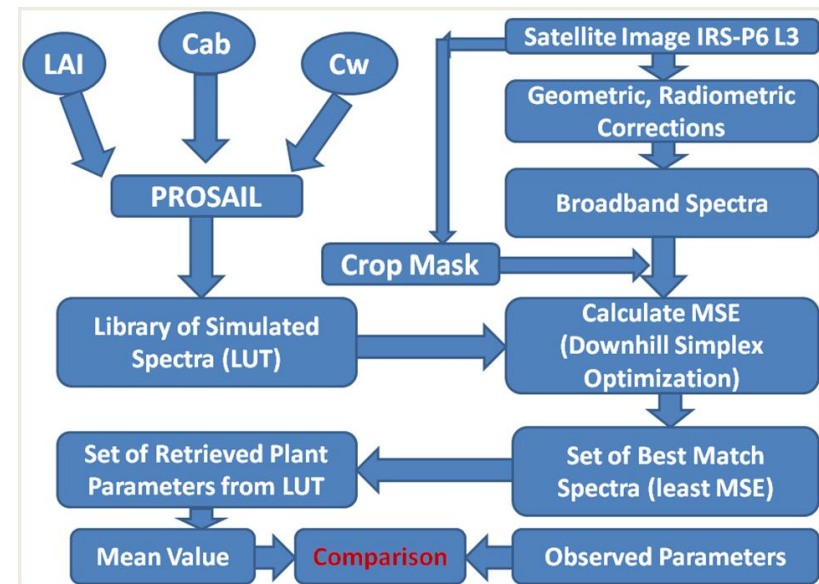 LAI
Cab
Cw
PROSAIL
Library of Simulated
Spectra (LUT)
Satellite Image IRS-P6 L3
Geometric, Radiometric
Corrections
Broadband Spectra
Crop Mask
Calculate MSE
(Downhill Simplex
Optimization)
Set of Best Match
Spectra (least MSE)
Set of Retrieved Plant
Parameters from LUT
Mean Value
Comparison
Observed Parameters